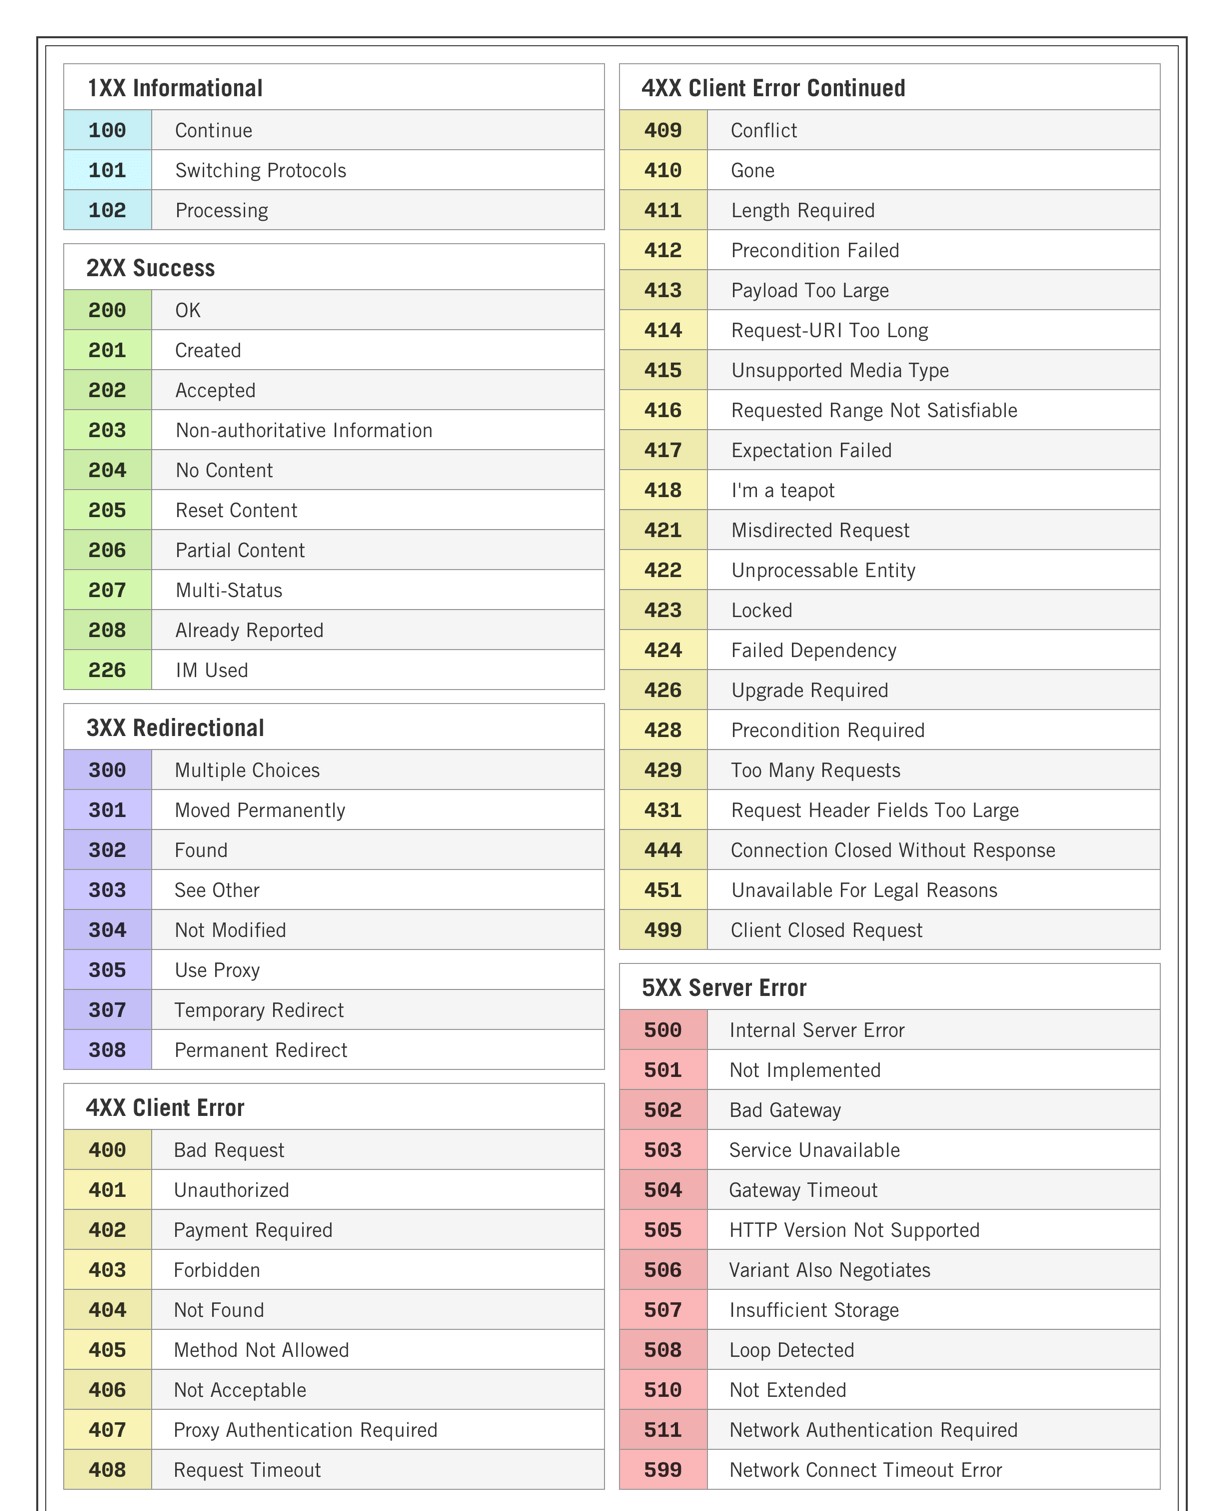 1XX Informational
100 Continue
101 Switching Protocols
102 Processing
2XX Success
200 OK
201 Created
202 Accepted
203 Non-authoritative Information
204 No Content
205 Reset Content
206 Partial Content
207 Multi-Status
208 Already Reported
226 IM Used
3XX Redirectional
300 Multiple Choices
301 Moved Permanently
302 Found
303 See Other
304 Not Modified
305 Use Proxy
307 Temporary Redirect
308 Permanent Redirect
4XX Client Error
400 Bad Request
401 Unauthorized
402 Payment Required
403 Forbidden
404 Not Found
405 Method Not Allowed
406 Not Acceptable
407 Proxy Authentication Required
408 Request Timeout
4XX Client Error Continued
409 Conflict
410 Gone
411 Length Required
412 Precondition Failed
413 Payload Too Large
414 Request-URI Too Long
415 Unsupported Media Type
416 Requested Range Not Satisfiable
417 Expectation Failed
418 I'm a teapot
421 Misdirected Request
422 Unprocessable Entity
423 Locked
424 Failed Dependency
426 Upgrade Required
428 Precondition Required
429 Too Many Requests
431 Request Header Fields Too Large
444 Connection Closed Without Response
451 Unavailable For Legal Reasons
499 Client Closed Request
5XX Server Error
500 Internal Server Error
501 Not Implemented
502 Bad Gateway
503 Service Unavailable
504 Gateway Timeout
505 HTTP Version Not Supported
506 Variant Also Negotiates
507 Insufficient Storage
508 Loop Detected
510 Not Extended
511 Network Authentication Required
599 Network Connect Timeout Error